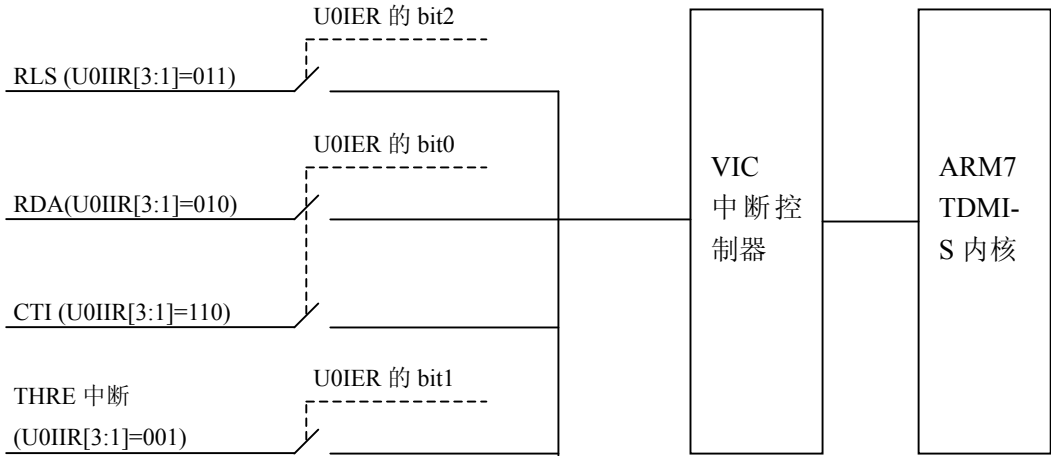 U0IER 的 bit2
RLS (U0IIR[3:1]=011)
U0IER 的 bit0
RDA(U0IIR[3:1]=010)
CTI (U0IIR[3:1]=110)
U0IER 的 bit1
THRE 中断
(U0IIR[3:1]=001)
VIC
中断控
制器
ARM7
TDMI-
S 内核